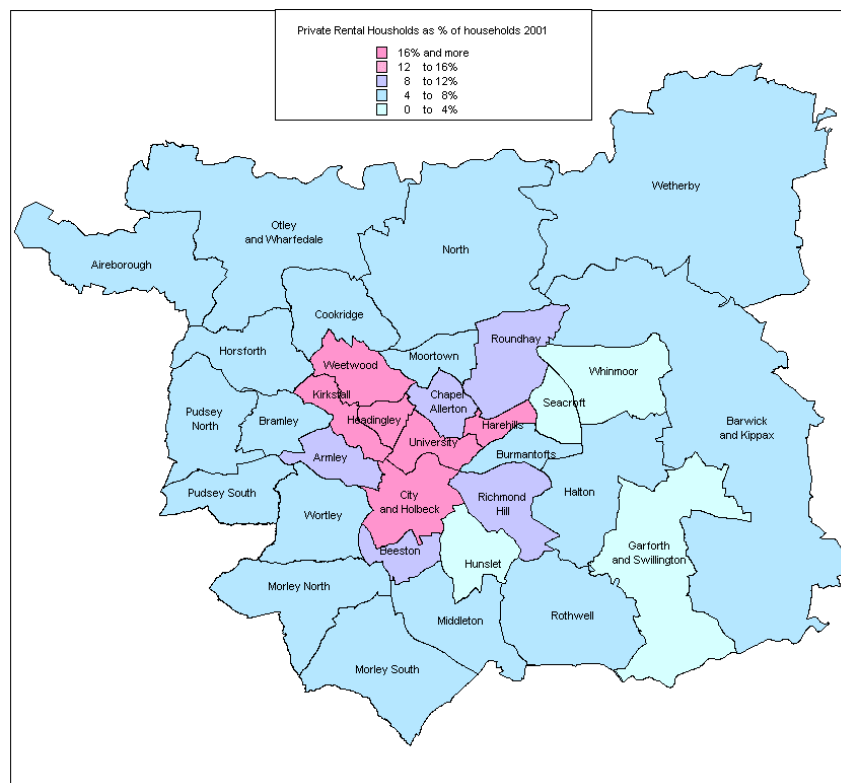 Private Rental Housholds as % of households 2001
16% and more
12 to 16%
8 to 12%
4 to 8%
0 to 4%
Wetherby
Otley
and Wharfedale
North
Aireborough
Cookridge
Roundhay
Horsforth
Moortown
Weetwood
Whinmoor
Kirkstall
Chapel
Allerton
Seacroft
Pudsey
North
Bramley
Headingley
Harehills
Barwick
and Kippax
University
Armley
Burmantofts
Pudsey South
City
and Holbeck
Richmond
Hill
Halton
Wortley
Garforth
and Swillington
Beeston
Hunslet
Morley North
Middleton
Rothwell
Morley South